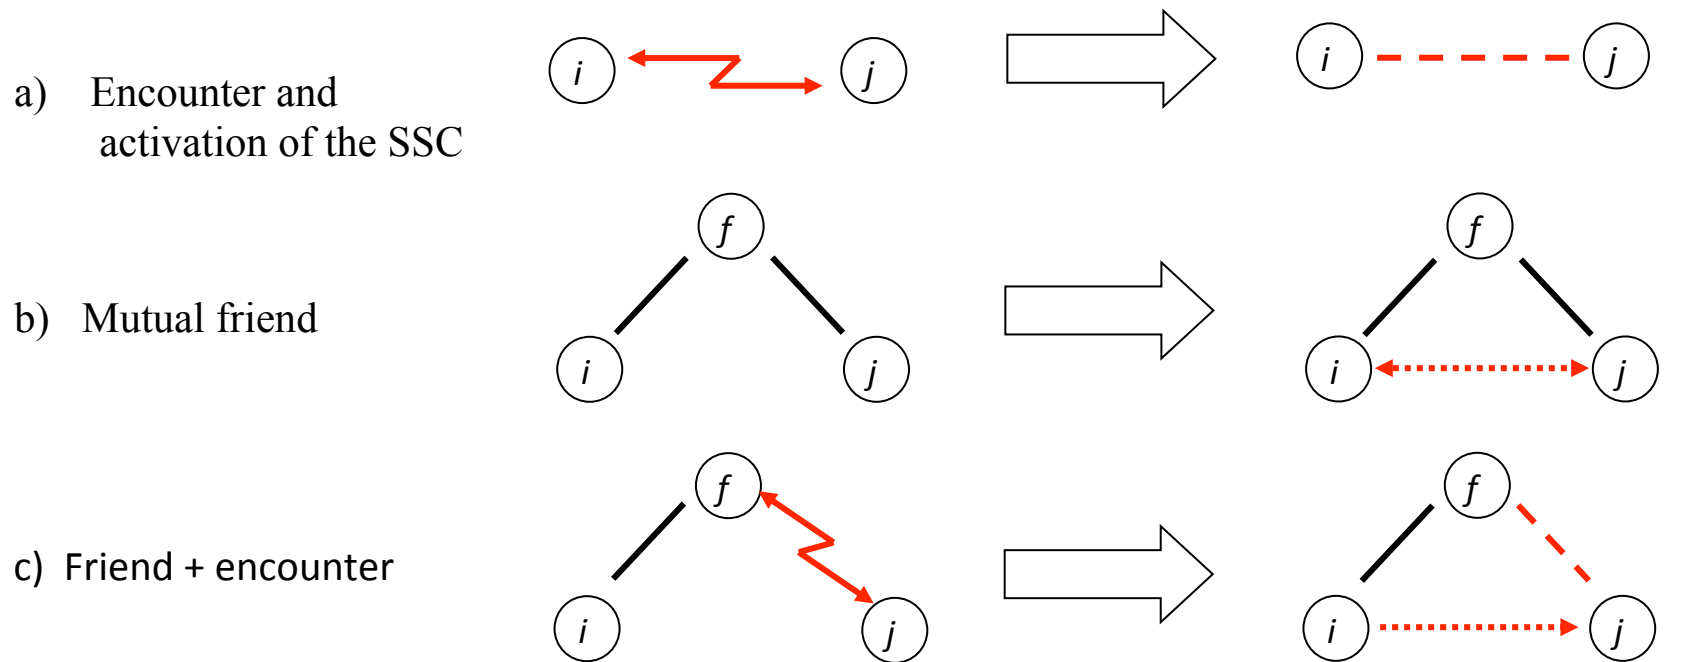 a) Encounter and
activation of the SSC
i j i j
b) Mutual friend
f f
i j i j
c) Friend + encounter
f f
i j i j